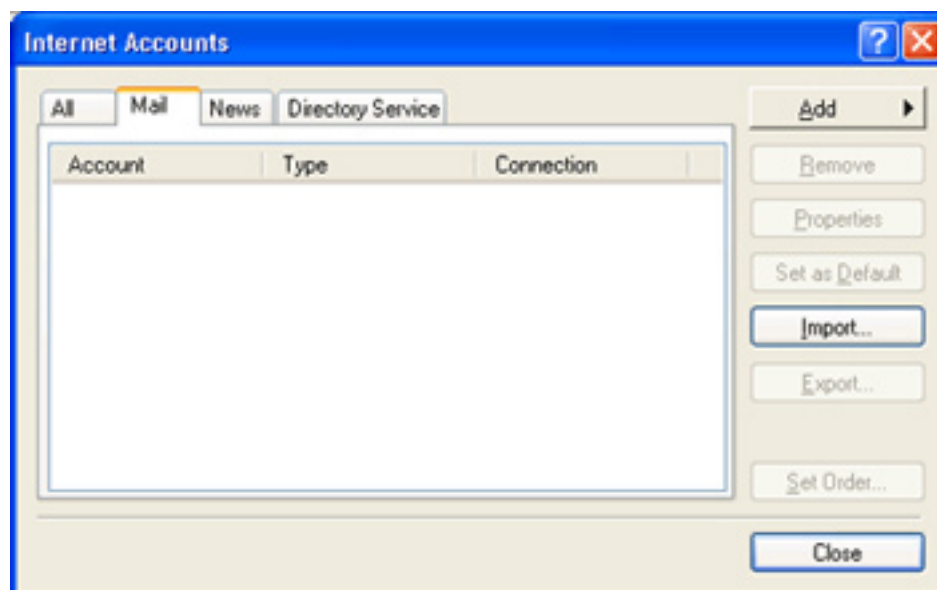 Internet Accounts
All Mail News Directory Service
Account Type Connection
Add
Remove
Properties
Set as Default
Import...
Export...
Set Order...
Close